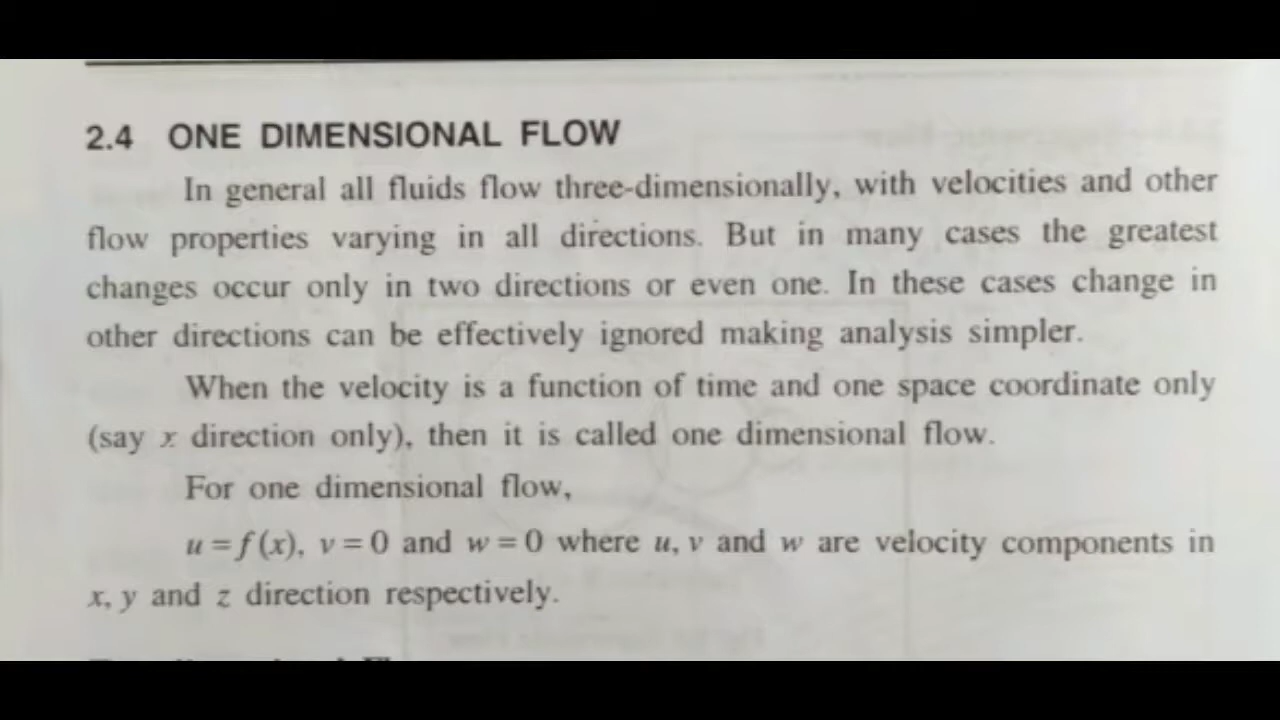 2.4 ONE DIMENSIONAL FLOW
In general all fluids flow three-dimensionally, with velocities and other
flow properties varying in all directions. But in many cases the greatest
changes occur only in two directions or even one. In these cases change in
other directions can be effectively ignored making analysis simpler.
When the velocity is a function of time and one space coordinate only
(say x direction only), then it is called one dimensional flow.
For one dimensional flow,
u = f (x), v = 0 and w = 0 where u, v and w are velocity components in
x, y and z direction respectively.